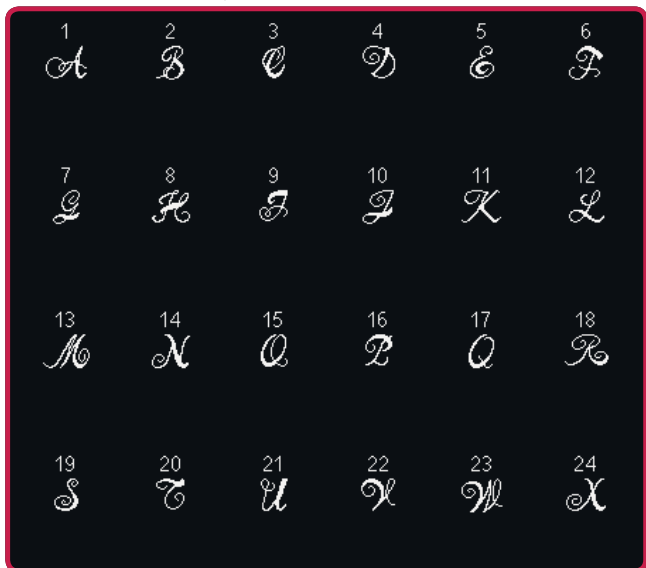 1 2 3 4 5 6
A B C D E F
7 8 9 10 11 12
G H I J K L
13 14 15 16 17 18
M N O P Q R
19 20 21 22 23 24
S T U V W X